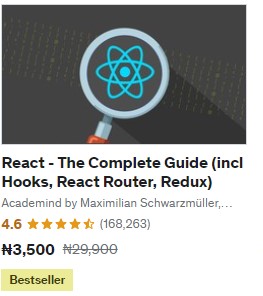 React - The Complete Guide (incl
Hooks, React Router, Redux)
Academind by Maximilian Schwarzmüller,...
4.6 (168,263)
₦3,500 ₦29,900
Bestseller